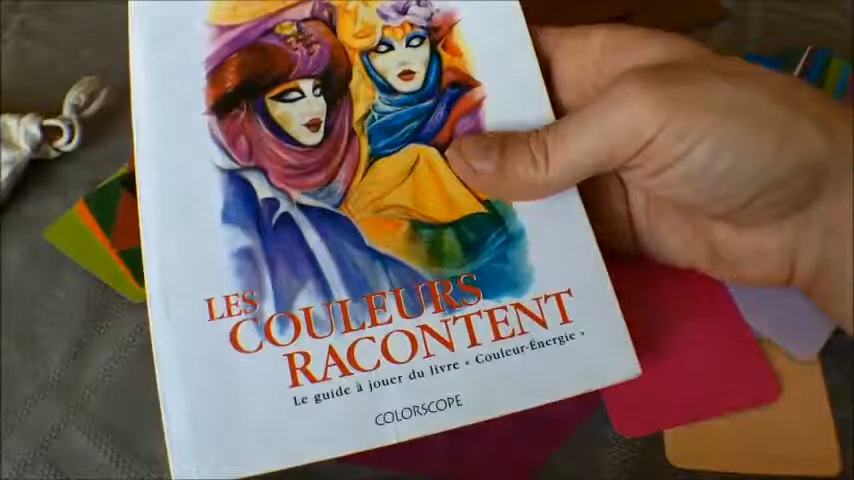 LES
COULEURS
RACONTENT
Le guide à jouer du livre « Couleur-Énergie »
COLORSCOPE